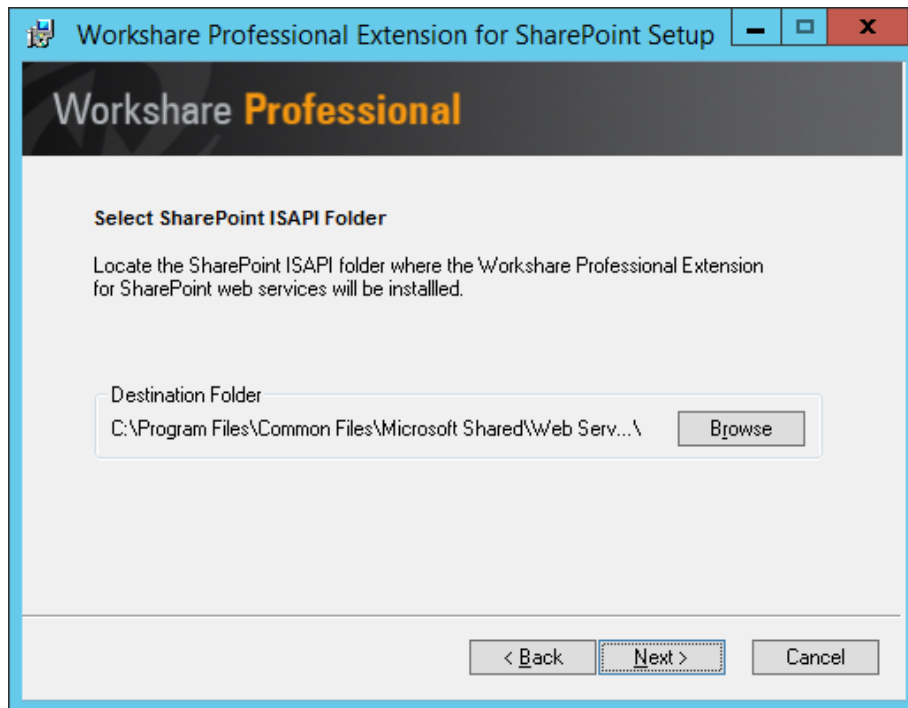 Workshare Professional Extension for SharePoint Setup
Workshare Professional
Select SharePoint ISAPI Folder
Locate the SharePoint ISAPI folder where the Workshare Professional Extension
for SharePoint web services will be installled.
Destination Folder
C:\Program Files\Common Files\Microsoft Shared\Web Serv...\
Browse
< Back
Next >
Cancel